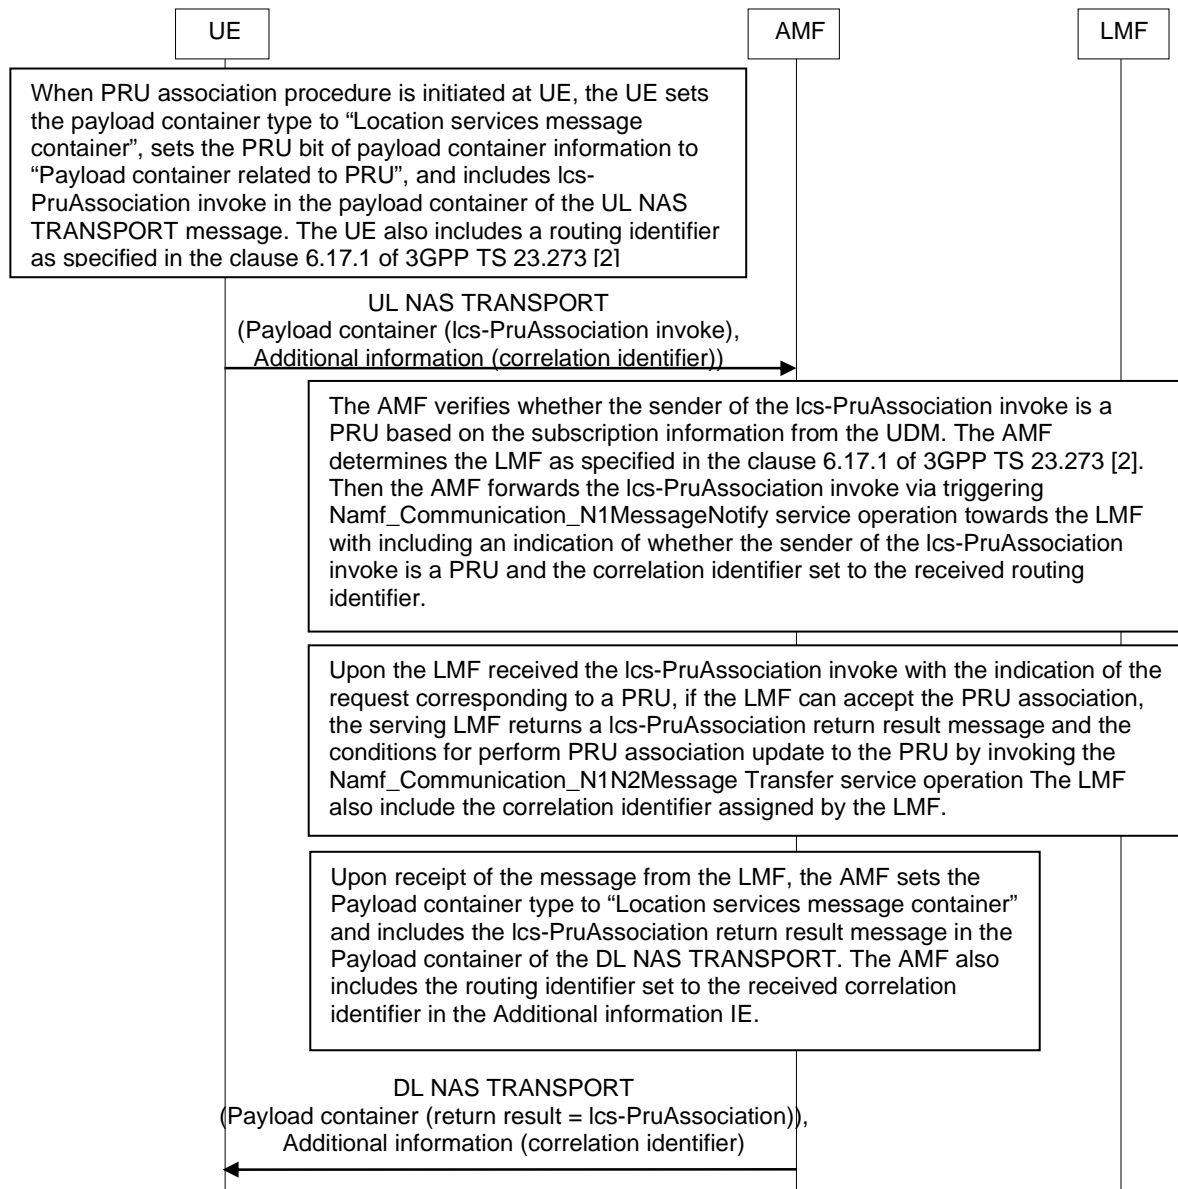 UE
AMF
LMF
When PRU association procedure is initiated at UE, the UE sets
the payload container type to “Location services message
container”, sets the PRU bit of payload container information to
“Payload container related to PRU”, and includes lcs-
PruAssociation invoke in the payload container of the UL NAS
TRANSPORT message. The UE also includes a routing identifier
as specified in the clause 6.17.1 of 3GPP TS 23.273 [2]
UL NAS TRANSPORT
(Payload container (lcs-PruAssociation invoke),
Additional information (correlation identifier))
The AMF verifies whether the sender of the lcs-PruAssociation invoke is a
PRU based on the subscription information from the UDM. The AMF
determines the LMF as specified in the clause 6.17.1 of 3GPP TS 23.273 [2].
Then the AMF forwards the lcs-PruAssociation invoke via triggering
Namf_Communication_N1MessageNotify service operation towards the LMF
with including an indication of whether the sender of the lcs-PruAssociation
invoke is a PRU and the correlation identifier set to the received routing
identifier.
Upon the LMF received the lcs-PruAssociation invoke with the indication of the
request corresponding to a PRU, if the LMF can accept the PRU association,
the serving LMF returns a lcs-PruAssociation return result message and the
conditions for perform PRU association update to the PRU by invoking the
Namf_Communication_N1N2Message Transfer service operation The LMF
also include the correlation identifier assigned by the LMF.
Upon receipt of the message from the LMF, the AMF sets the
Payload container type to “Location services message container”
and includes the lcs-PruAssociation return result message in the
Payload container of the DL NAS TRANSPORT. The AMF also
includes the routing identifier set to the received correlation
identifier in the Additional information IE.
DL NAS TRANSPORT
(Payload container (return result = lcs-PruAssociation)),
Additional information (correlation identifier)